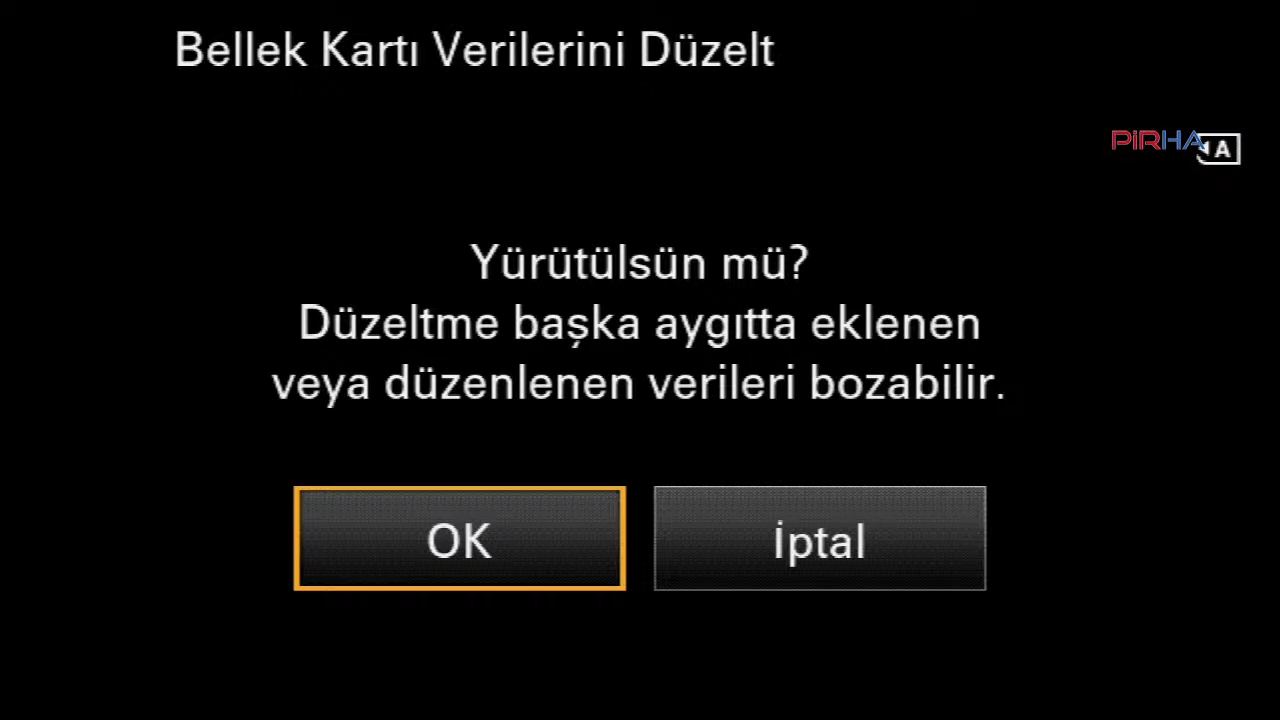 Bellek Kartı Verilerini Düzelt
PİRHA
A
Yürütülsün mü?
Düzeltme başka aygıtta eklenen
veya düzenlenen verileri bozabilir.
OK
İptal